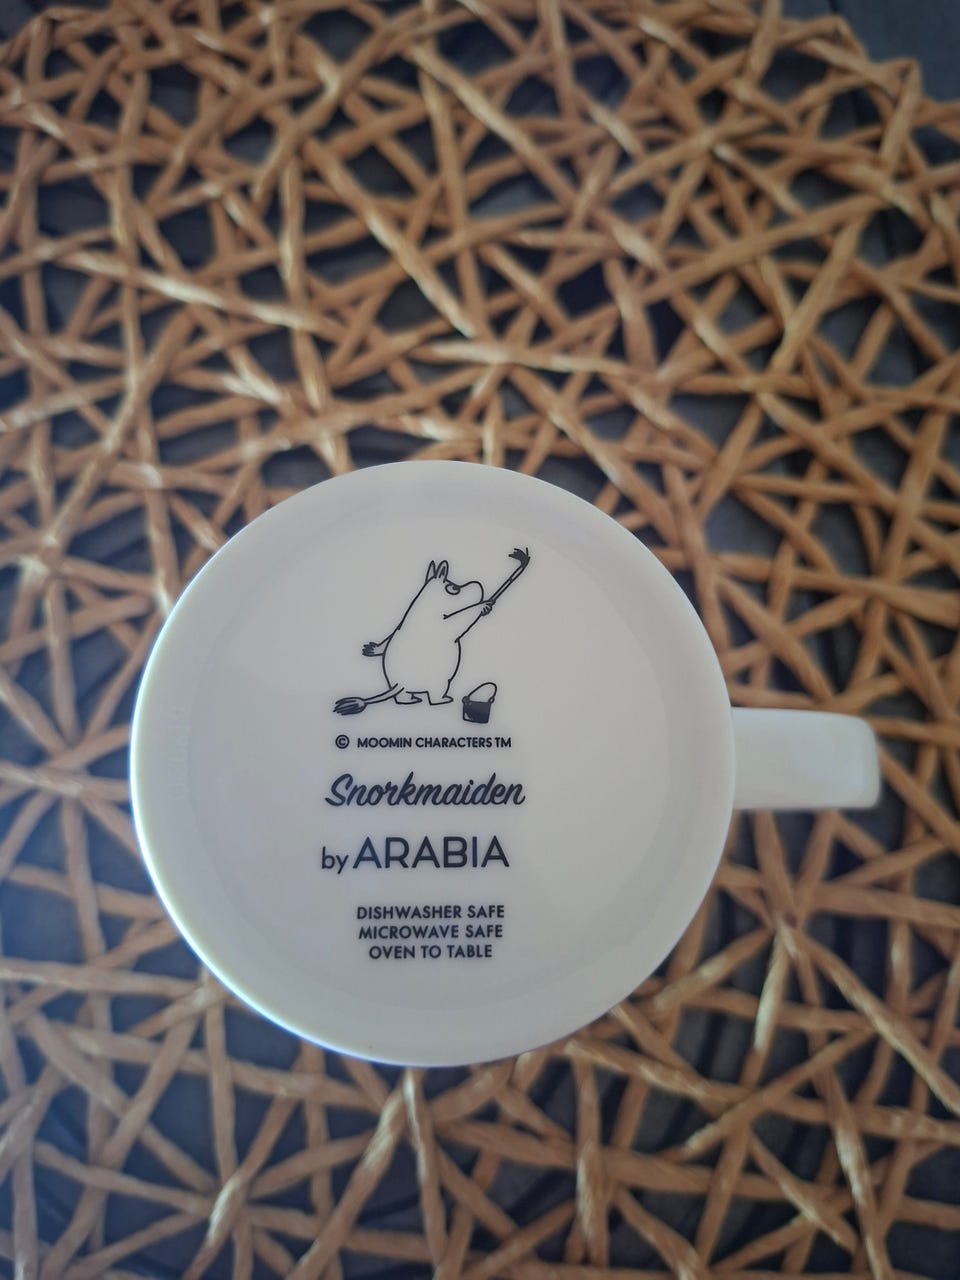 © MOOMIN CHARACTERS TM
Snorkmaiden
by ARABIA
DISHWASHER SAFE
MICROWAVE SAFE
OVEN TO TABLE